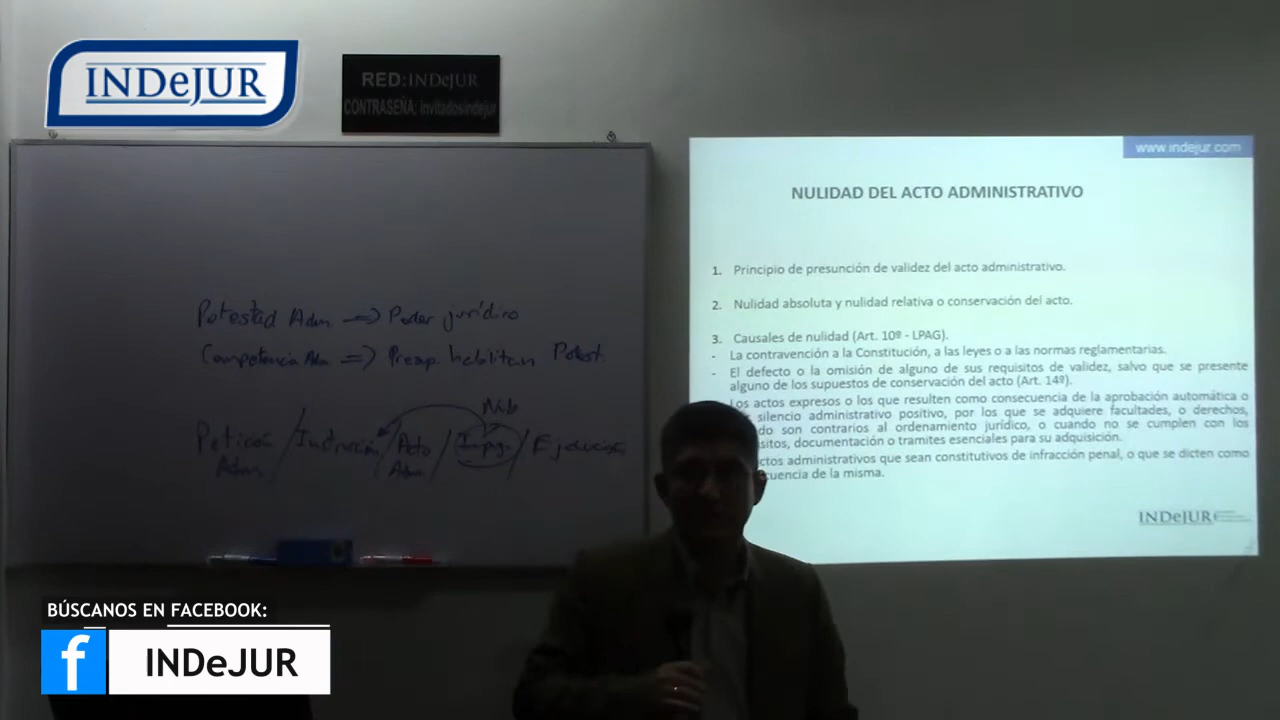 INDeJUR
RED:INDeJUR
CONTRASEÑA: invitadosindejur
Potestad Adm. => Poder jurídico
Competencia Adm => Presup. habilitan Potest.
Nul
Petición / Instrucción / Acto / Impug. / Ejecución
Adm Adm.
www.indejur.com
NULIDAD DEL ACTO ADMINISTRATIVO
1. Principio de presunción de validez del acto administrativo.
2. Nulidad absoluta y nulidad relativa o conservación del acto.
3. Causales de nulidad (Art. 10º - LPAG).
- La contravención a la Constitución, a las leyes o a las normas reglamentarias.
- El defecto o la omisión de alguno de sus requisitos de validez, salvo que se presente
alguno de los supuestos de conservación del acto (Art. 14º).
Los actos expresos o los que resulten como consecuencia de la aprobación automática o
silencio administrativo positivo, por los que se adquiere facultades, o derechos,
son contrarios al ordenamiento jurídico, o cuando no se cumplen con los
documentación o tramites esenciales para su adquisición.
administrativos que sean constitutivos de infracción penal, o que se dicten como
de la misma.
INDeJUR
BÚSCANOS EN FACEBOOK:
f INDeJUR